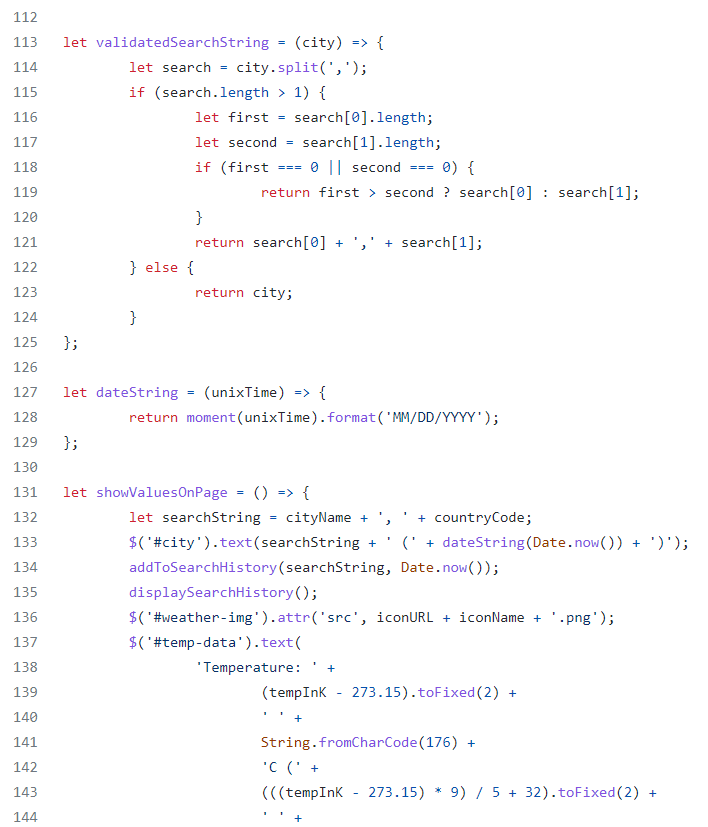 112
113 let validatedSearchString = (city) => {
114 let search = city.split(',');
115 if (search.length > 1) {
116 let first = search[0].length;
117 let second = search[1].length;
118 if (first === 0 || second === 0) {
119 return first > second ? search[0] : search[1];
120 }
121 return search[0] + ',' + search[1];
122 } else {
123 return city;
124 }
125 };
126
127 let dateString = (unixTime) => {
128 return moment(unixTime).format('MM/DD/YYYY');
129 };
130
131 let showValuesOnPage = () => {
132 let searchString = cityName + ', ' + countryCode;
133 $('#city').text(searchString + ' (' + dateString(Date.now()) + ')');
134 addToSearchHistory(searchString, Date.now());
135 displaySearchHistory();
136 $('#weather-img').attr('src', iconURL + iconName + '.png');
137 $('#temp-data').text(
138 'Temperature: ' +
139 (tempInK - 273.15).toFixed(2) +
140 ' ' +
141 String.fromCharCode(176) +
142 'C (' +
143 (((tempInK - 273.15) * 9) / 5 + 32).toFixed(2) +
144 ' ' +